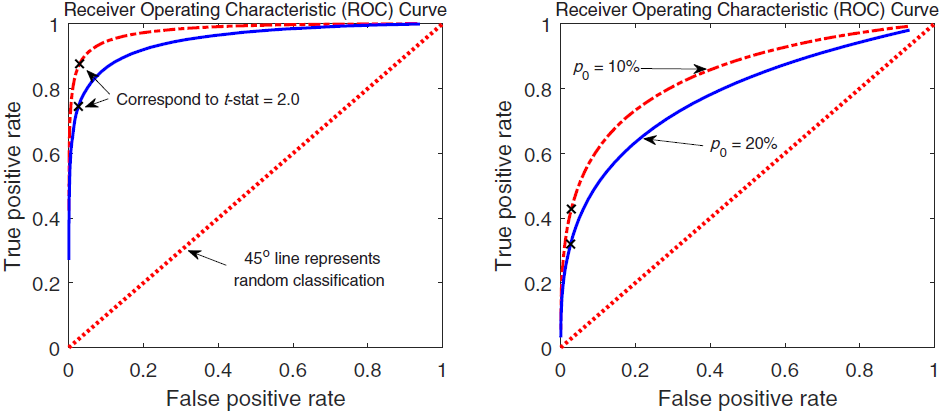 Receiver Operating Characteristic (ROC) Curve
True positive rate
1
0.8
0.6
0.4
0.2
0
Correspond to t-stat = 2.0
45° line represents
random classification
0 0.2 0.4 0.6 0.8 1
False positive rate
Receiver Operating Characteristic (ROC) Curve
True positive rate
1
0.8
0.6
0.4
0.2
0
p₀ = 10%
p₀ = 20%
0 0.2 0.4 0.6 0.8 1
False positive rate